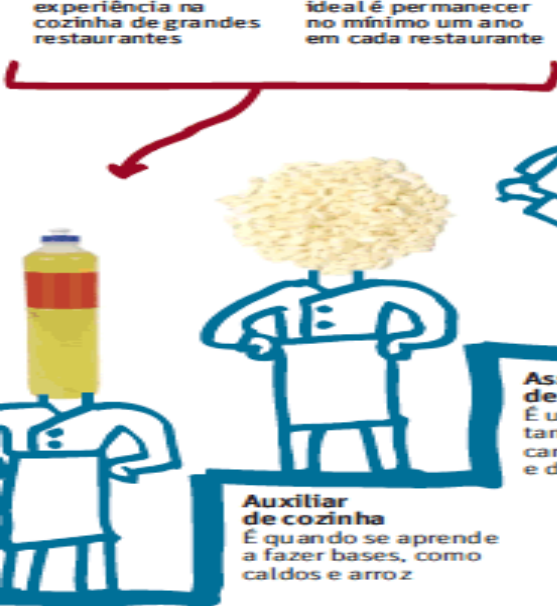 experiência na
cozinha de grandes
restaurantes
ideal é permanecer
no mínimo um ano
em cada restaurante
Auxiliar
de cozinha
É quando se aprende
a fazer bases, como
caldos e arroz